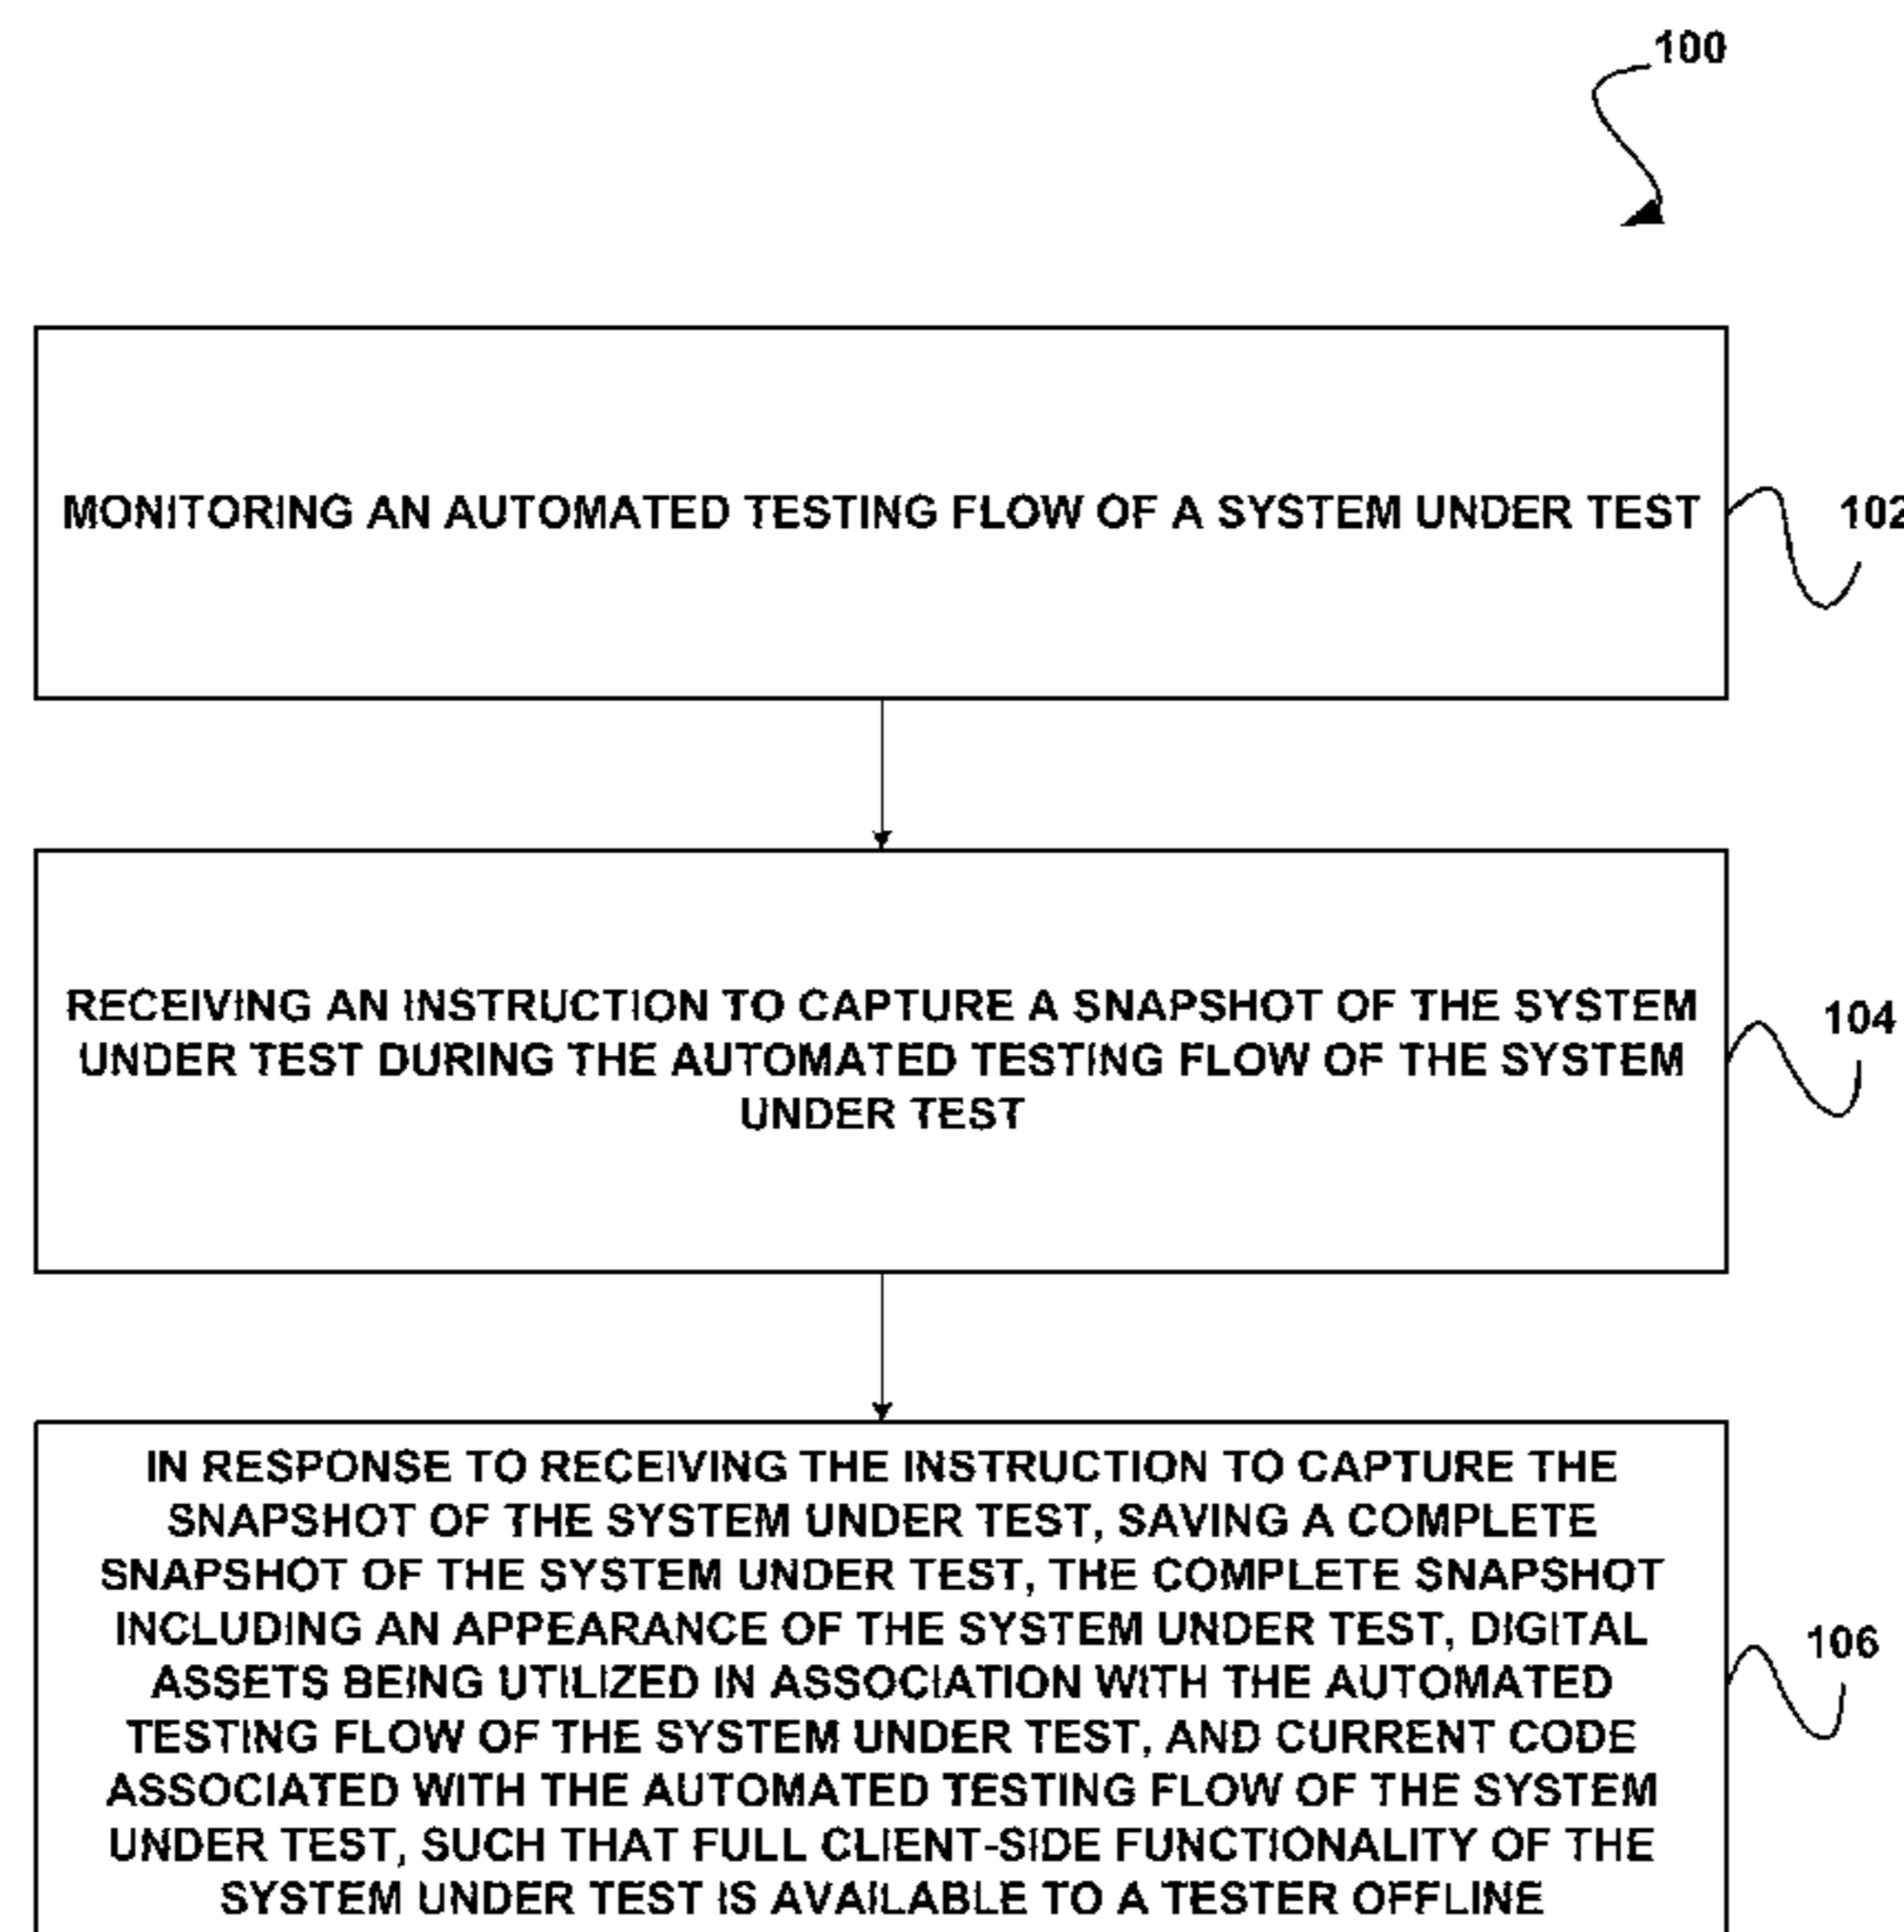 100
MONITORING AN AUTOMATED TESTING FLOW OF A SYSTEM UNDER TEST
102
RECEIVING AN INSTRUCTION TO CAPTURE A SNAPSHOT OF THE SYSTEM
UNDER TEST DURING THE AUTOMATED TESTING FLOW OF THE SYSTEM
UNDER TEST
104
IN RESPONSE TO RECEIVING THE INSTRUCTION TO CAPTURE THE
SNAPSHOT OF THE SYSTEM UNDER TEST, SAVING A COMPLETE
SNAPSHOT OF THE SYSTEM UNDER TEST, THE COMPLETE SNAPSHOT
INCLUDING AN APPEARANCE OF THE SYSTEM UNDER TEST, DIGITAL
ASSETS BEING UTILIZED IN ASSOCIATION WITH THE AUTOMATED
TESTING FLOW OF THE SYSTEM UNDER TEST, AND CURRENT CODE
ASSOCIATED WITH THE AUTOMATED TESTING FLOW OF THE SYSTEM
UNDER TEST, SUCH THAT FULL CLIENT-SIDE FUNCTIONALITY OF THE
SYSTEM UNDER TEST IS AVAILABLE TO A TESTER OFFLINE
106